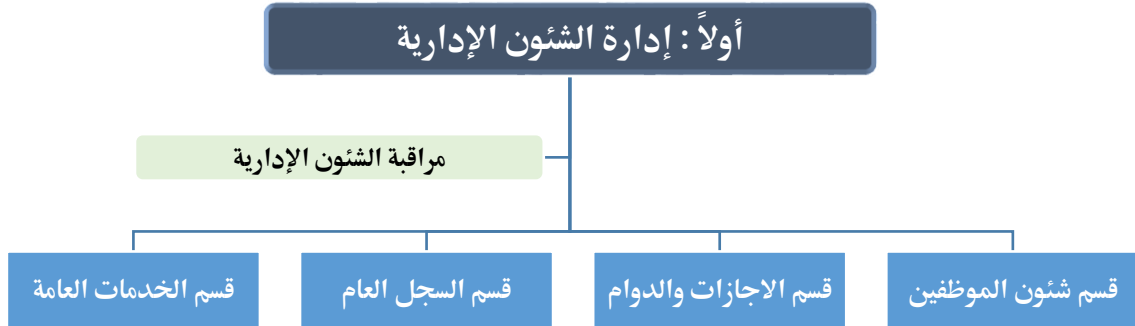 أولاً : إدارة الشئون الإدارية
مراقبة الشئون الإدارية
قسم شئون الموظفين
قسم الاجازات والدوام
قسم السجل العام
قسم الخدمات العامة